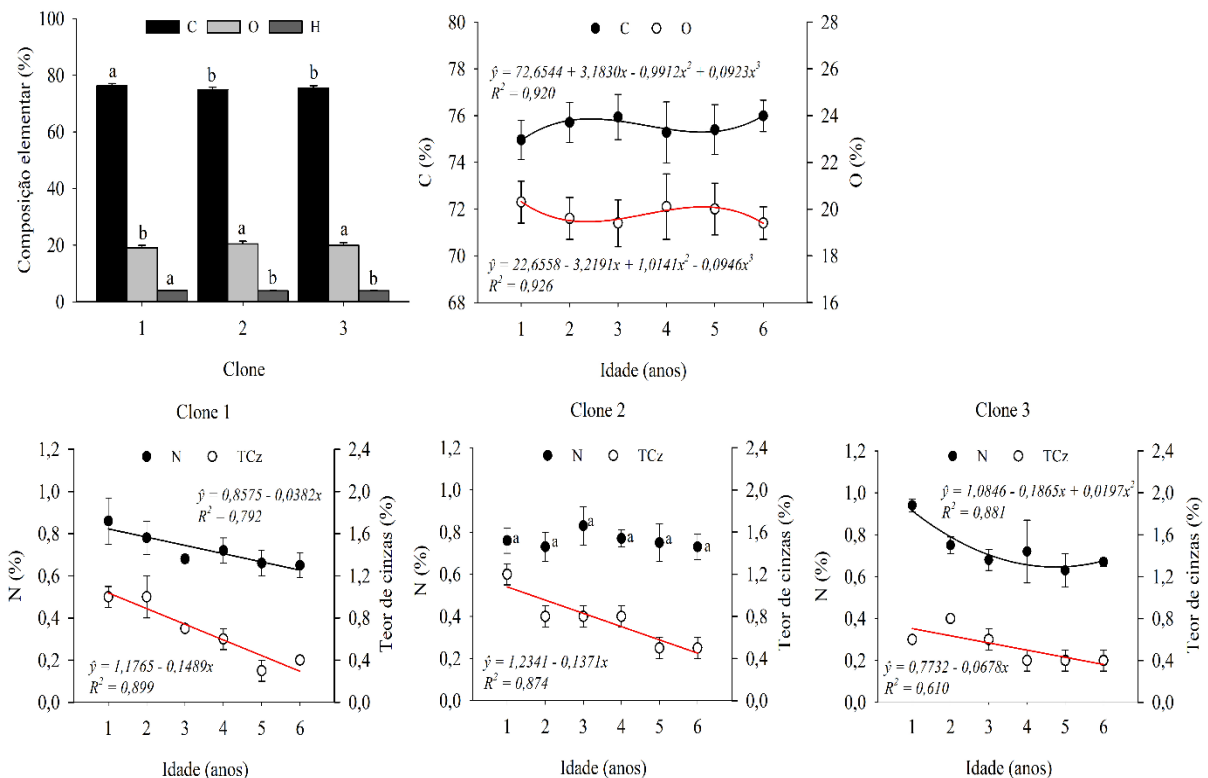 C O H
Composição elementar (%)
100
80
60
40
20
0
a b b
b a a
a b b
1 2 3
Clone
C O
C (%)
80
78
76
74
72
70
68
ŷ = 72,6544 + 3,1830x - 0,9912x² + 0,0923x³
R² = 0,920
ŷ = 22,6558 - 3,2191x + 1,0141x² - 0,0946x³
R² = 0,926
O (%)
28
26
24
22
20
18
16
1 2 3 4 5 6
Idade (anos)
Clone 1
N TCz
N (%)
1,2
1,0
0,8
0,6
0,4
0,2
0,0
ŷ = 0,8575 - 0,0382x
R² = 0,792
ŷ = 1,1765 - 0,1489x
R² = 0,899
Teor de cinzas (%)
2,4
2,0
1,6
1,2
0,8
0,4
0,0
1 2 3 4 5 6
Idade (anos)
Clone 2
N TCz
N (%)
1,2
1,0
0,8
0,6
0,4
0,2
0,0
a a a a a a
ŷ = 1,2341 - 0,1371x
R² = 0,874
Teor de cinzas (%)
2,4
2,0
1,6
1,2
0,8
0,4
0,0
1 2 3 4 5 6
Idade (anos)
Clone 3
N TCz
N (%)
1,2
1,0
0,8
0,6
0,4
0,2
0,0
ŷ = 1,0846 - 0,1865x + 0,0197x²
R² = 0,881
ŷ = 0,7732 - 0,0678x
R² = 0,610
Teor de cinzas (%)
2,4
2,0
1,6
1,2
0,8
0,4
0,0
1 2 3 4 5 6
Idade (anos)